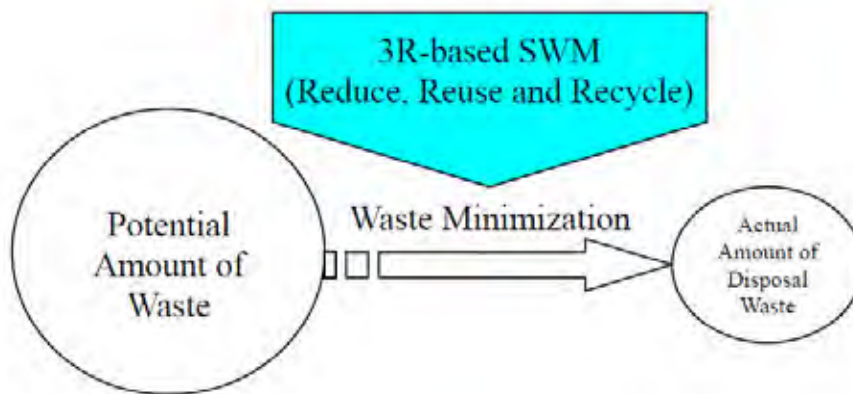 3R-based SWM
(Reduce, Reuse and Recycle)
Potential
Amount of
Waste
Waste Minimization
Actual
Amount of
Disposal
Waste